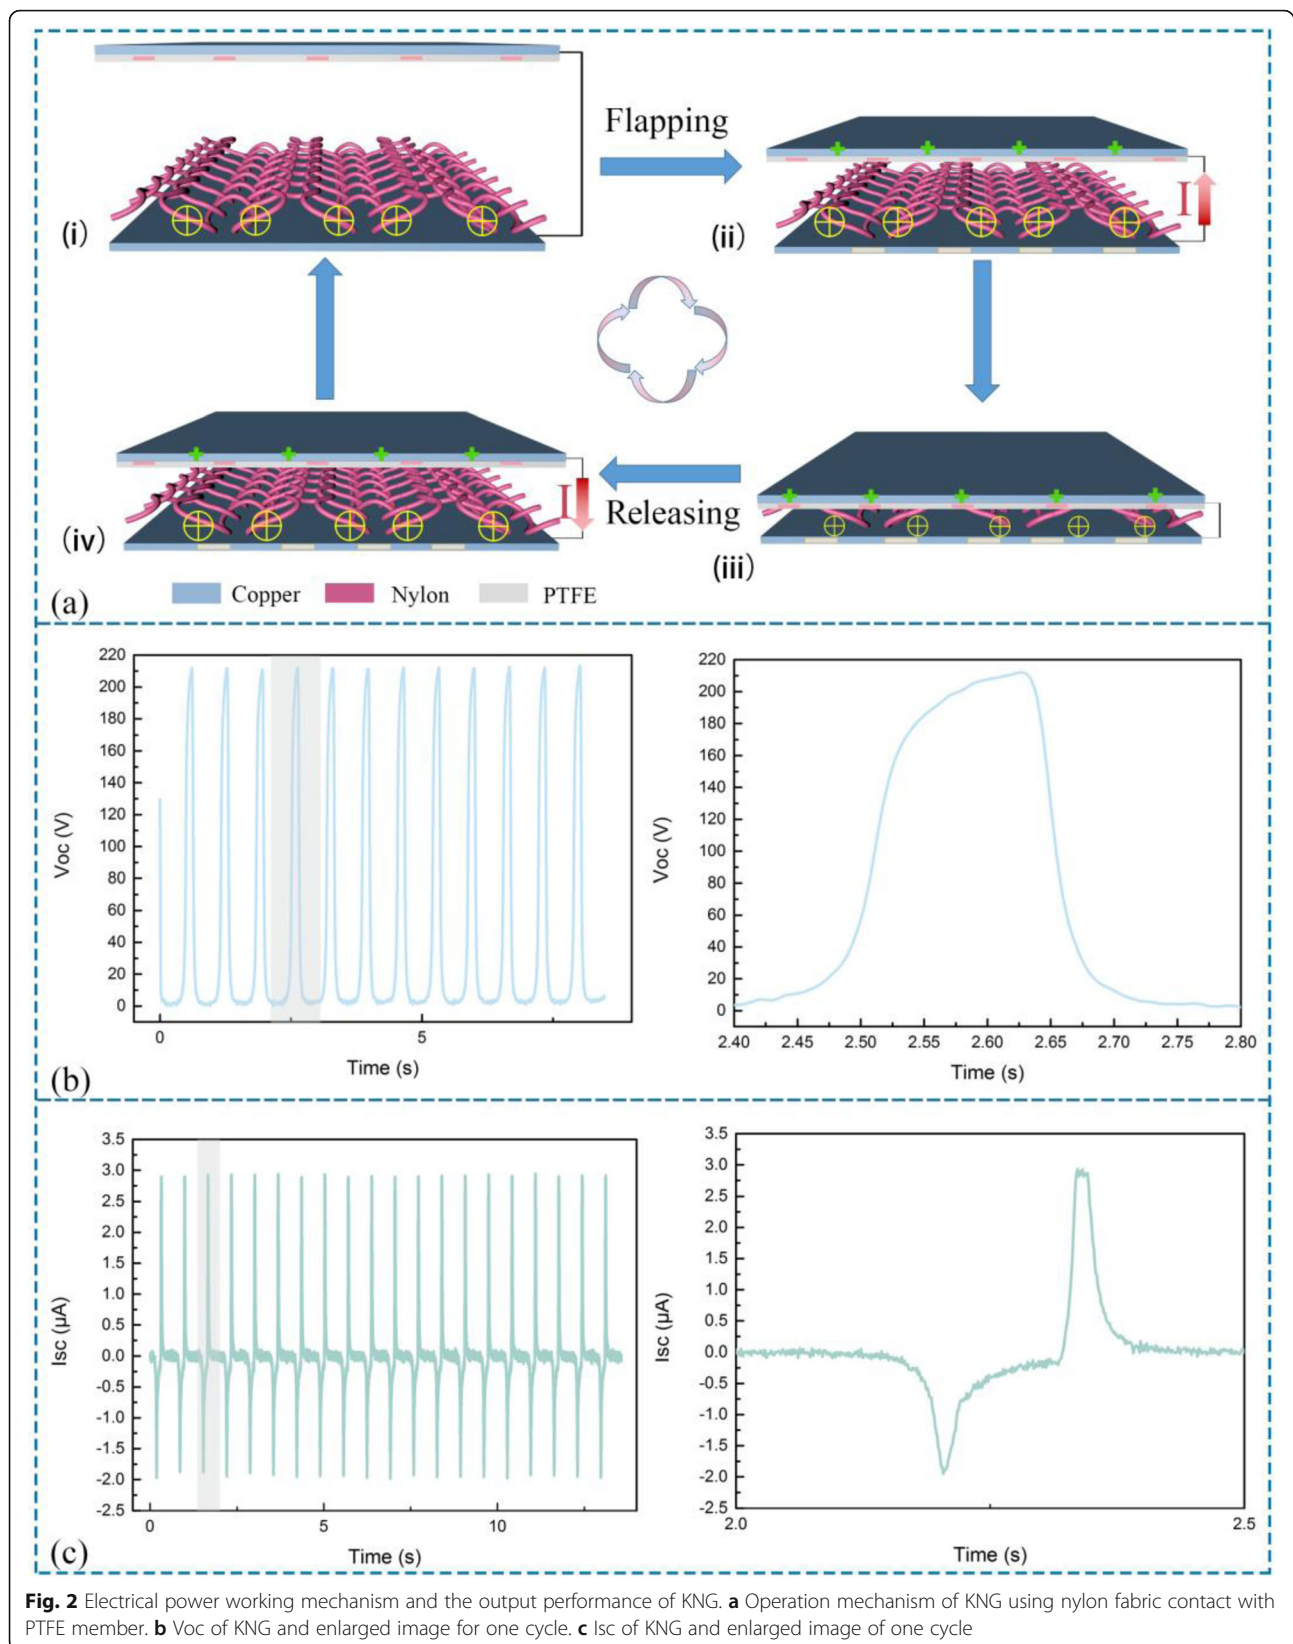 Flapping
(i)
I
(ii)
I
Releasing
(iv)
(iii)
(a)
Copper
Nylon
PTFE
220
200
180
160
140
120
100
80
60
40
20
0
Voc (V)
0
5
Time (s)
(b)
220
200
180
160
140
120
100
80
60
40
20
0
Voc (V)
2.40 2.45 2.50 2.55 2.60 2.65 2.70 2.75 2.80
Time (s)
3.5
3.0
2.5
2.0
1.5
1.0
0.5
0.0
-0.5
-1.0
-1.5
-2.0
-2.5
Isc (μA)
0
5
10
Time (s)
(c)
3.5
3.0
2.5
2.0
1.5
1.0
0.5
0.0
-0.5
-1.0
-1.5
-2.0
-2.5
Isc (μA)
2.0
2.5
Time (s)
Fig. 2 Electrical power working mechanism and the output performance of KNG. a Operation mechanism of KNG using nylon fabric contact with
PTFE member. b Voc of KNG and enlarged image for one cycle. c Isc of KNG and enlarged image of one cycle